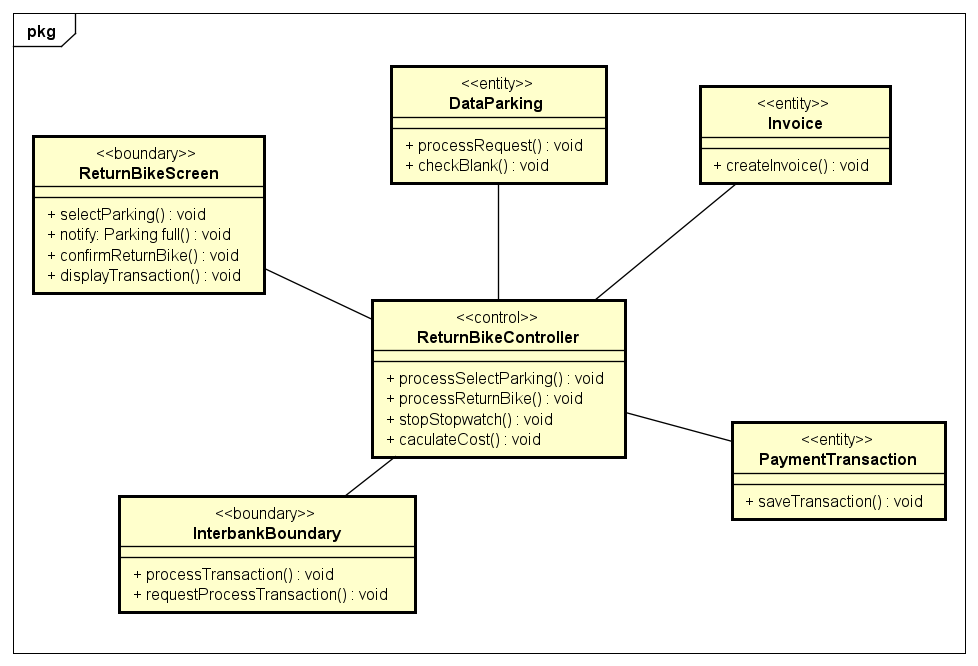 pkg
<<entity>>
DataParking
+ processRequest() : void
+ checkBlank() : void
<<entity>>
Invoice
+ createInvoice() : void
<<boundary>>
ReturnBikeScreen
+ selectParking() : void
+ notify: Parking full() : void
+ confirmReturnBike() : void
+ displayTransaction() : void
<<control>>
ReturnBikeController
+ processSelectParking() : void
+ processReturnBike() : void
+ stopStopwatch() : void
+ caculateCost() : void
<<entity>>
PaymentTransaction
+ saveTransaction() : void
<<boundary>>
InterbankBoundary
+ processTransaction() : void
+ requestProcessTransaction() : void